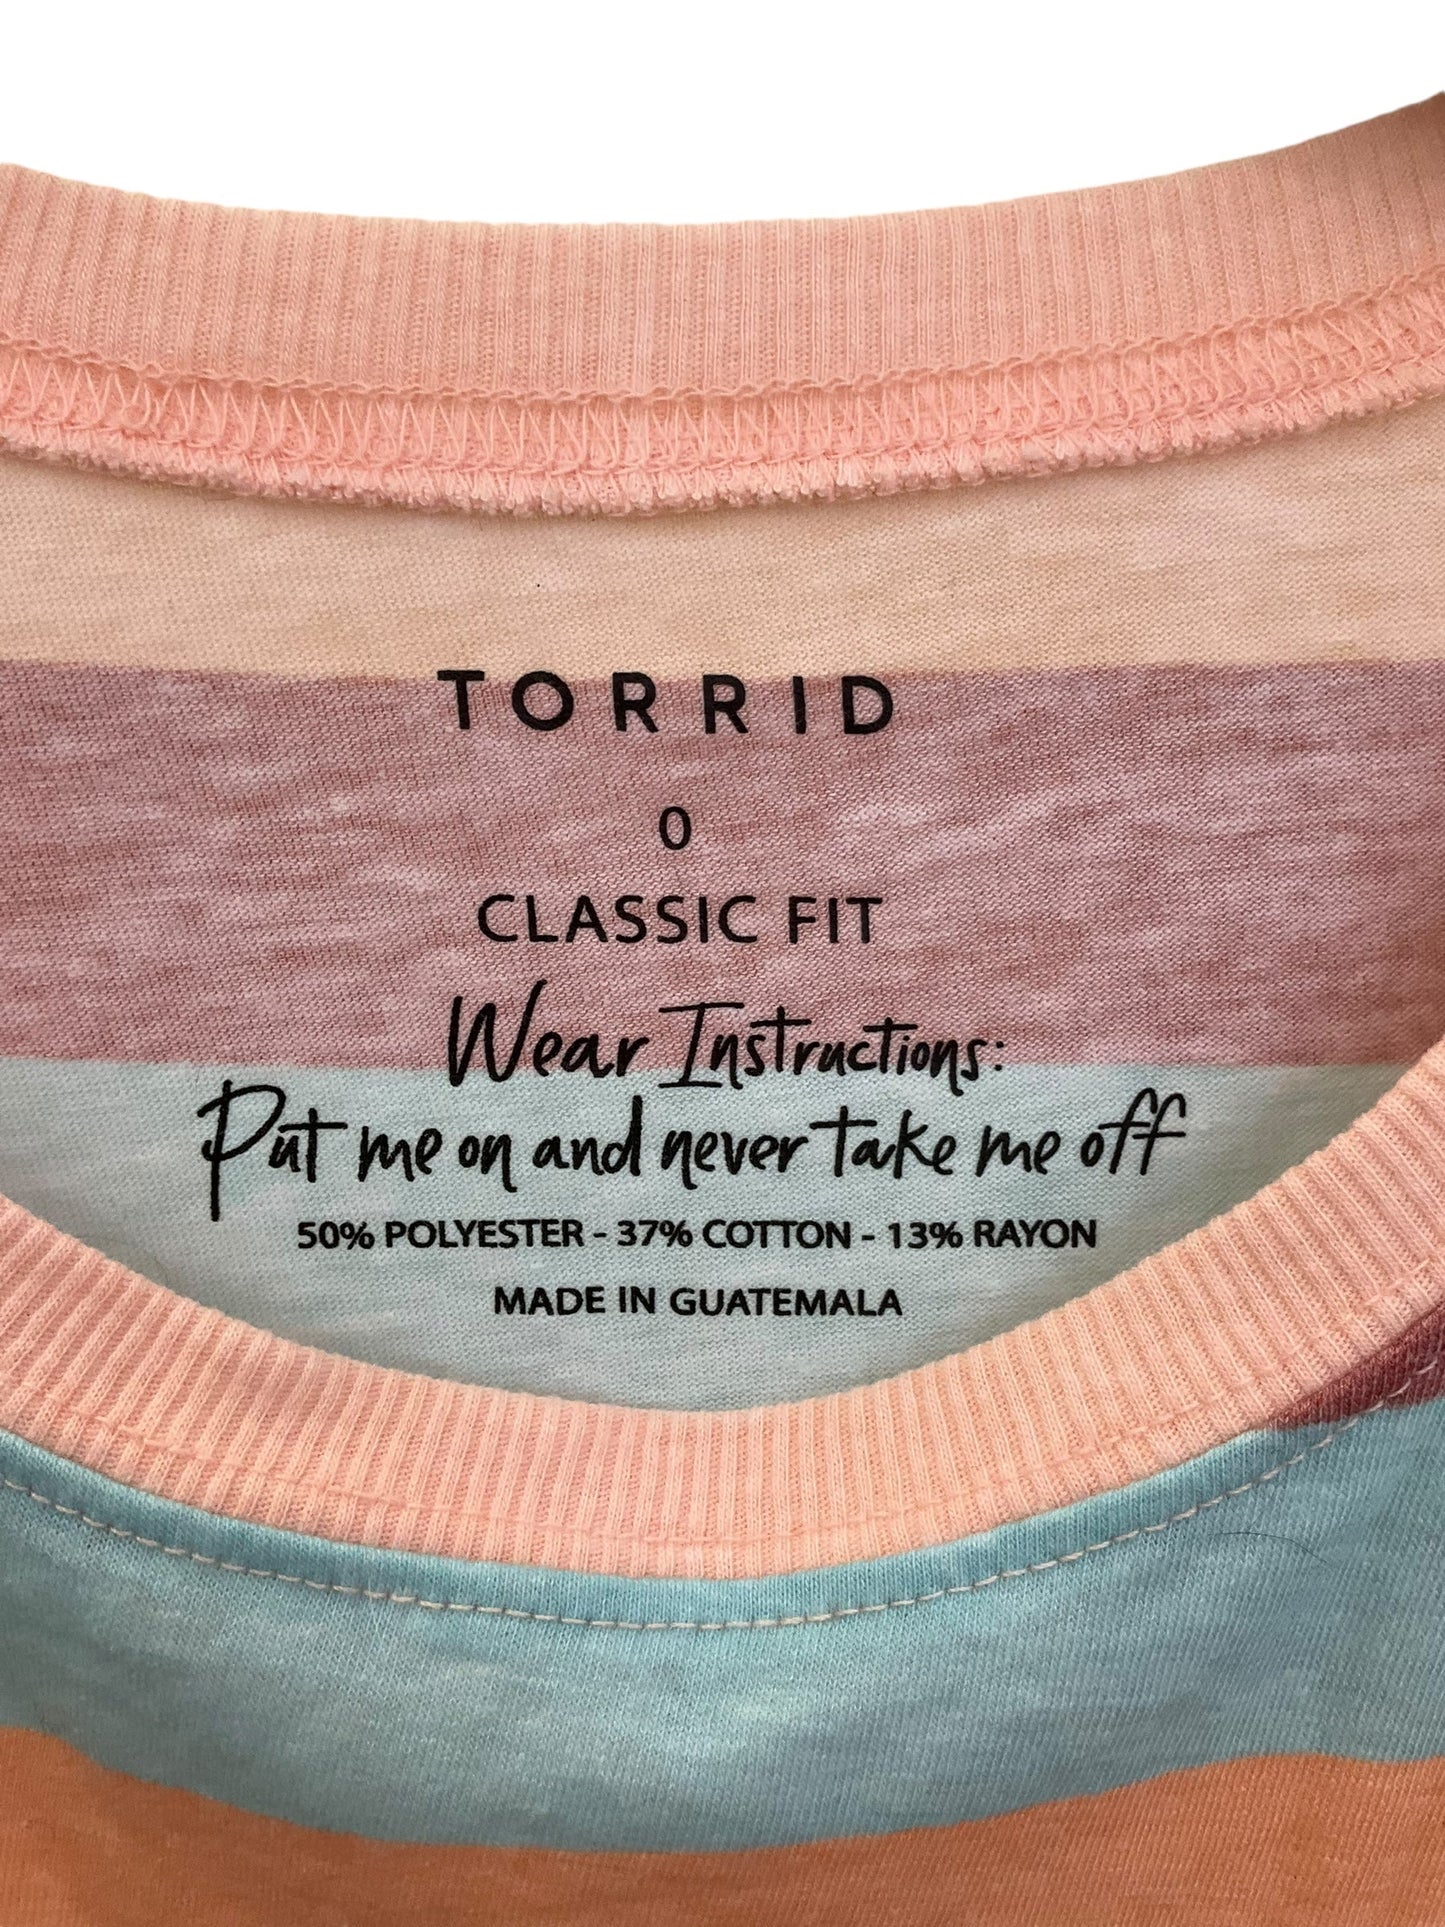 TORRID
0
CLASSIC FIT
Wear Instructions:
Put me on and never take me off
50% POLYESTER - 37% COTTON - 13% RAYON
MADE IN GUATEMALA